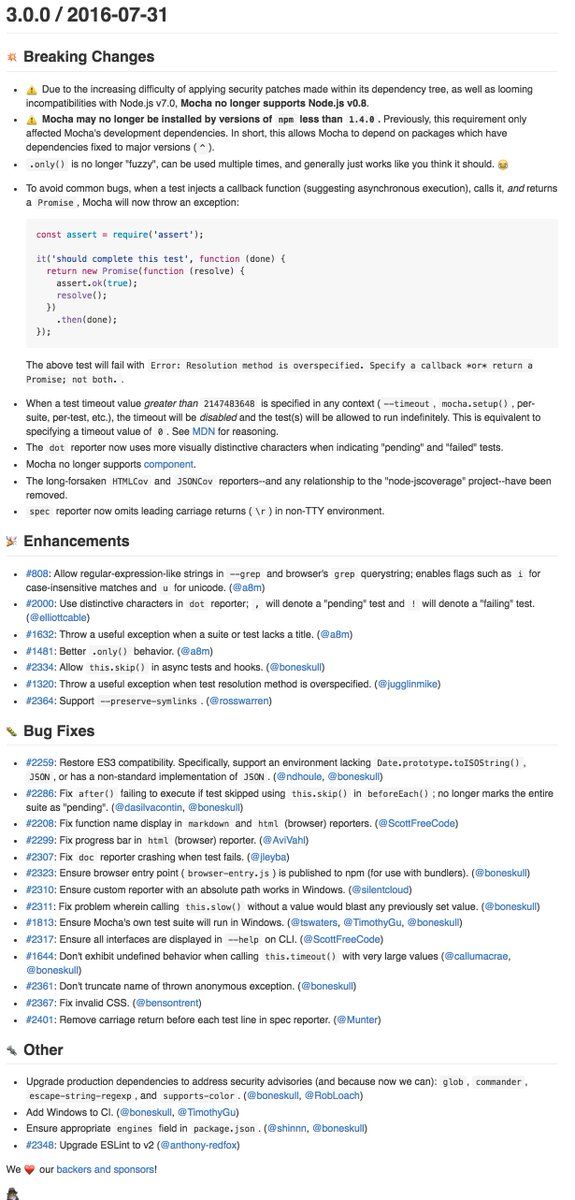 3.0.0 / 2016-07-31
💥 Breaking Changes
• ⚠️ Due to the increasing difficulty of applying security patches made within its dependency tree, as well as looming
incompatibilities with Node.js v7.0, Mocha no longer supports Node.js v0.8.
• ⚠️ Mocha may no longer be installed by versions of npm less than 1.4.0. Previously, this requirement only
affected Mocha's development dependencies. In short, this allows Mocha to depend on packages which have
dependencies fixed to major versions ( ^ ).
• .only() is no longer "fuzzy", can be used multiple times, and generally just works like you think it should. 😂
• To avoid common bugs, when a test injects a callback function (suggesting asynchronous execution), calls it, and returns
a Promise, Mocha will now throw an exception:
const assert = require('assert');
it('should complete this test', function (done) {
  return new Promise(function (resolve) {
    assert.ok(true);
    resolve();
  })
    .then(done);
});
The above test will fail with Error: Resolution method is overspecified. Specify a callback *or* return a
Promise; not both. .
• When a test timeout value greater than 2147483648 is specified in any context ( --timeout , mocha.setup() , per-
suite, per-test, etc.), the timeout will be disabled and the test(s) will be allowed to run indefinitely. This is equivalent to
specifying a timeout value of 0 . See MDN for reasoning.
• The dot reporter now uses more visually distinctive characters when indicating "pending" and "failed" tests.
• Mocha no longer supports component.
• The long-forsaken HTMLCov and JSONCov reporters--and any relationship to the "node-jscoverage" project--have been
removed.
• spec reporter now omits leading carriage returns ( \r ) in non-TTY environment.
🎉 Enhancements
• #808: Allow regular-expression-like strings in --grep and browser's grep querystring; enables flags such as i for
case-insensitive matches and u for unicode. (@a8m)
• #2000: Use distinctive characters in dot reporter; , will denote a "pending" test and ! will denote a "failing" test.
(@elliottcable)
• #1632: Throw a useful exception when a suite or test lacks a title. (@a8m)
• #1481: Better .only() behavior. (@a8m)
• #2334: Allow this.skip() in async tests and hooks. (@boneskull)
• #1320: Throw a useful exception when test resolution method is overspecified. (@jugglinmike)
• #2364: Support --preserve-symlinks . (@rosswarren)
🐛 Bug Fixes
• #2259: Restore ES3 compatibility. Specifically, support an environment lacking Date.prototype.toISOString() ,
JSON , or has a non-standard implementation of JSON . (@ndhoule, @boneskull)
• #2286: Fix after() failing to execute if test skipped using this.skip() in beforeEach() ; no longer marks the entire
suite as "pending". (@dasilvacontin, @boneskull)
• #2208: Fix function name display in markdown and html (browser) reporters. (@ScottFreeCode)
• #2299: Fix progress bar in html (browser) reporter. (@AviVahl)
• #2307: Fix doc reporter crashing when test fails. (@jleyba)
• #2323: Ensure browser entry point ( browser-entry.js ) is published to npm (for use with bundlers). (@boneskull)
• #2310: Ensure custom reporter with an absolute path works in Windows. (@silentcloud)
• #2311: Fix problem wherein calling this.slow() without a value would blast any previously set value. (@boneskull)
• #1813: Ensure Mocha's own test suite will run in Windows. (@tswaters, @TimothyGu, @boneskull)
• #2317: Ensure all interfaces are displayed in --help on CLI. (@ScottFreeCode)
• #1644: Don't exhibit undefined behavior when calling this.timeout() with very large values (@callumacrae,
@boneskull)
• #2361: Don't truncate name of thrown anonymous exception. (@boneskull)
• #2367: Fix invalid CSS. (@bensontrent)
• #2401: Remove carriage return before each test line in spec reporter. (@Munter)
🔩 Other
• Upgrade production dependencies to address security advisories (and because now we can): glob , commander ,
escape-string-regexp , and supports-color . (@boneskull, @RobLoach)
• Add Windows to CI. (@boneskull, @TimothyGu)
• Ensure appropriate engines field in package.json . (@shinnn, @boneskull)
• #2348: Upgrade ESLint to v2 (@anthony-redfox)
We ❤️ our backers and sponsors!